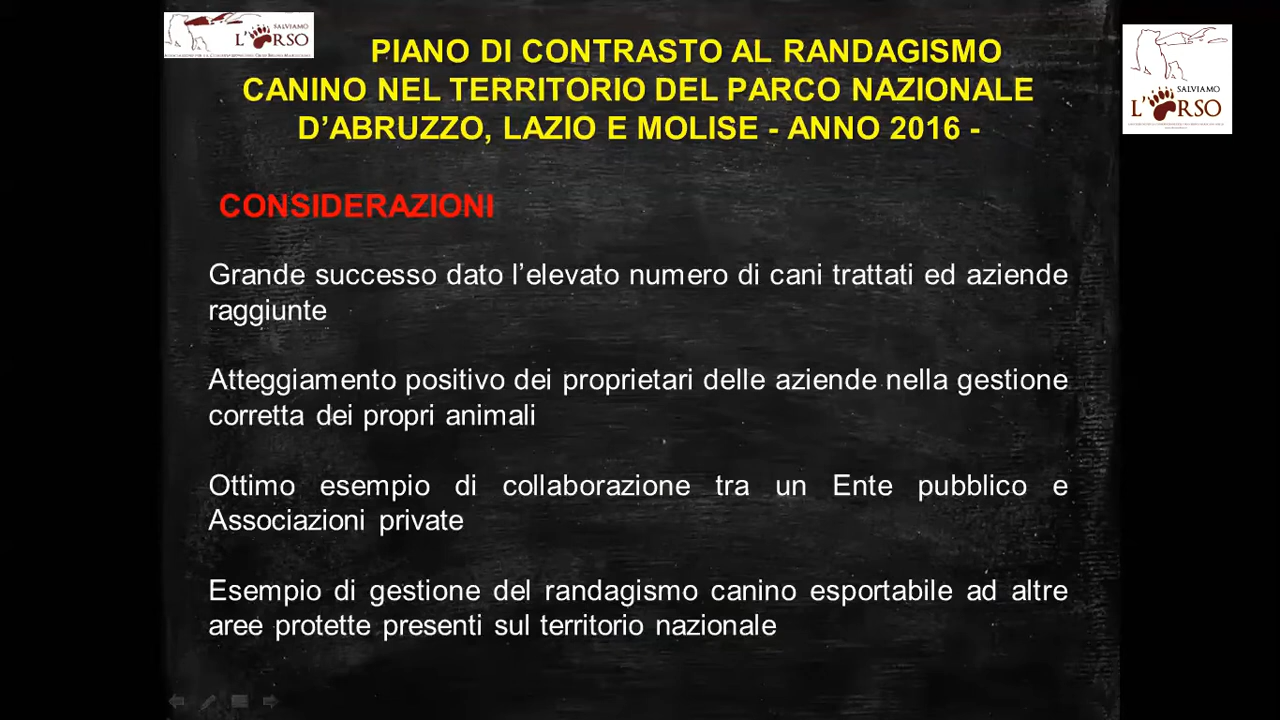 SALVIAMO
L'ORSO
PIANO DI CONTRASTO AL RANDAGISMO
CANINO NEL TERRITORIO DEL PARCO NAZIONALE
D’ABRUZZO, LAZIO E MOLISE - ANNO 2016 -
SALVIAMO
L'ORSO
CONSIDERAZIONI
Grande successo dato l’elevato numero di cani trattati ed aziende
raggiunte
Atteggiamento positivo dei proprietari delle aziende nella gestione
corretta dei propri animali
Ottimo esempio di collaborazione tra un Ente pubblico e
Associazioni private
Esempio di gestione del randagismo canino esportabile ad altre
aree protette presenti sul territorio nazionale